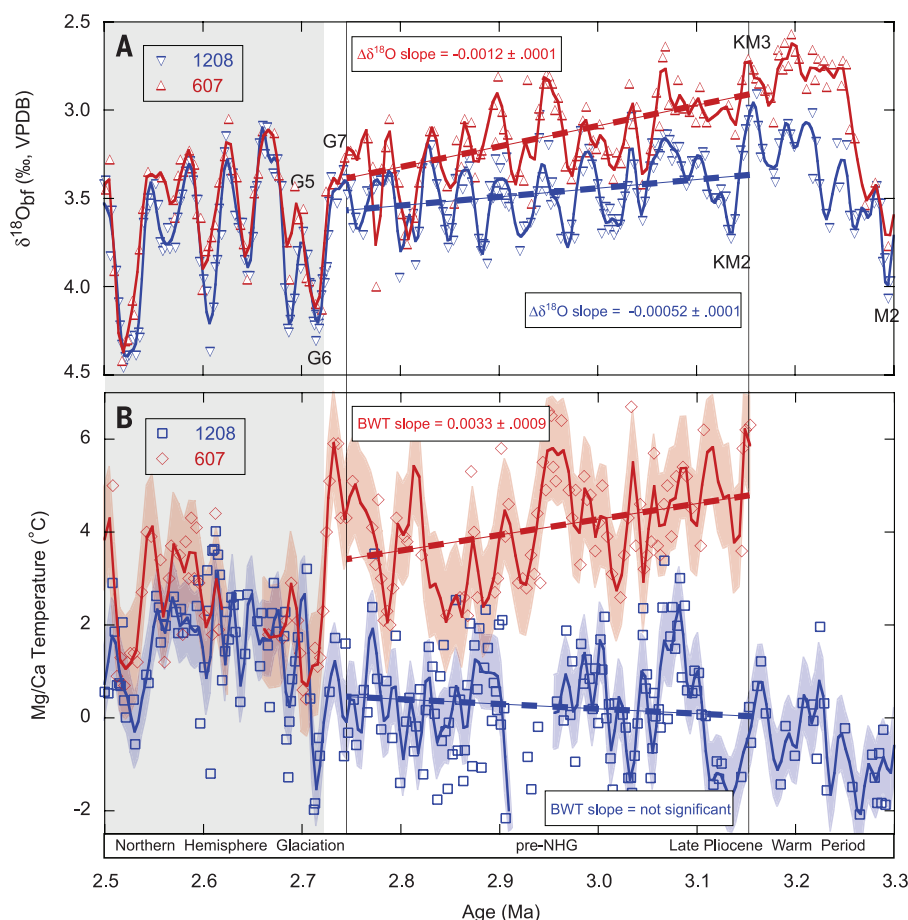 A
1208
607
Δδ18O slope = -0.0012 ± .0001
KM3
G7
G5
G6
KM2
M2
Δδ18O slope = -0.00052 ± .0001
2.5
3.0
3.5
4.0
4.5
δ18Obf (‰, VPDB)
B
1208
607
BWT slope = 0.0033 ± .0009
BWT slope = not significant
6
4
2
0
-2
Mg/Ca Temperature (°C)
Northern Hemisphere Glaciation pre-NHG Late Pliocene Warm Period
2.5 2.6 2.7 2.8 2.9 3.0 3.1 3.2 3.3
Age (Ma)